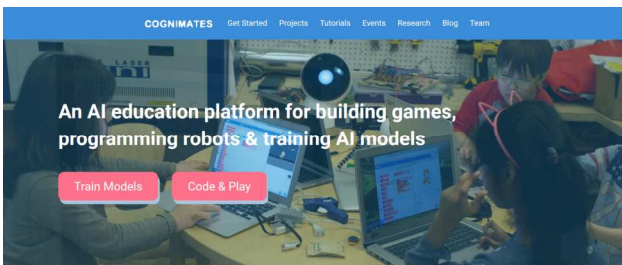 COGNIMATES Get Started Projects Tutorials Events Research Blog Team
LASER
An AI education platform for building games,
programming robots & training AI models
Train Models Code & Play